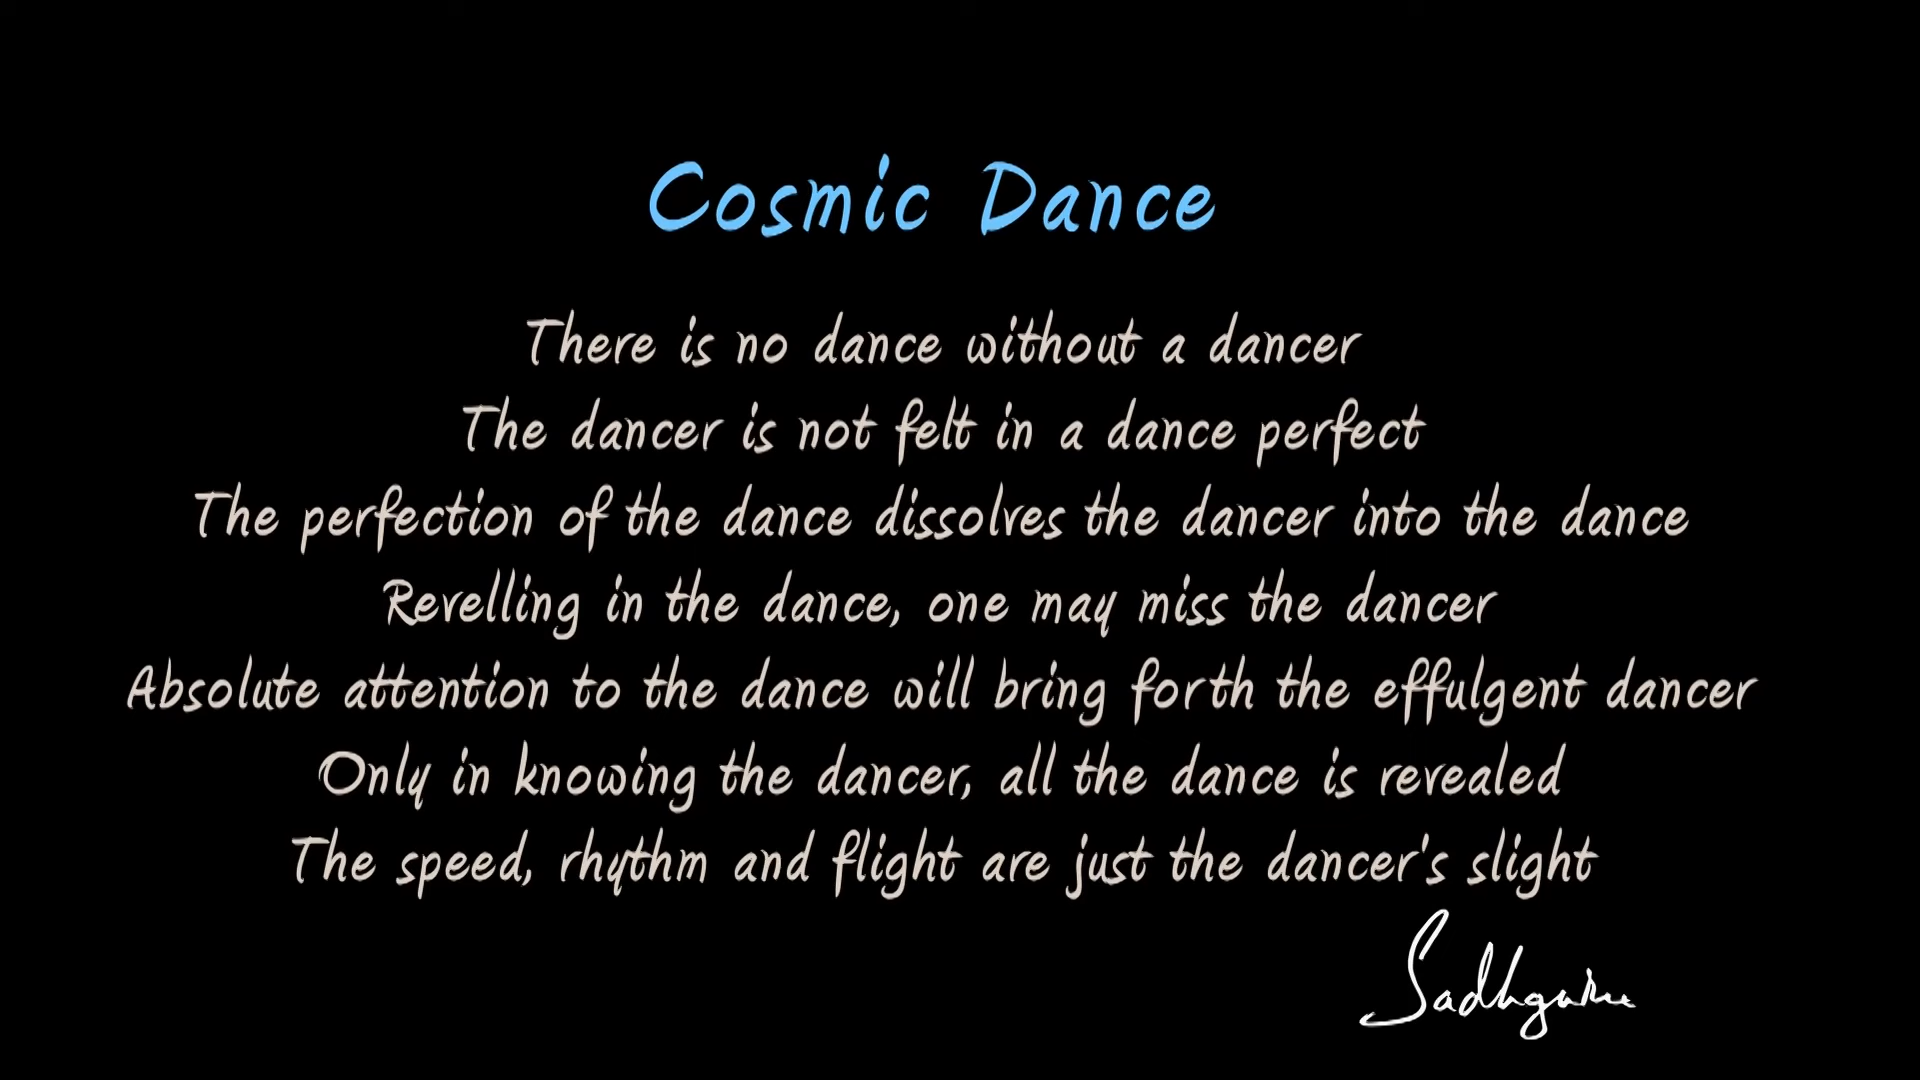 Cosmic Dance
There is no dance without a dancer
The dancer is not felt in a dance perfect
The perfection of the dance dissolves the dancer into the dance
Revelling in the dance, one may miss the dancer
Absolute attention to the dance will bring forth the effulgent dancer
Only in knowing the dancer, all the dance is revealed
The speed, rhythm and flight are just the dancer's slight
Sadhguru